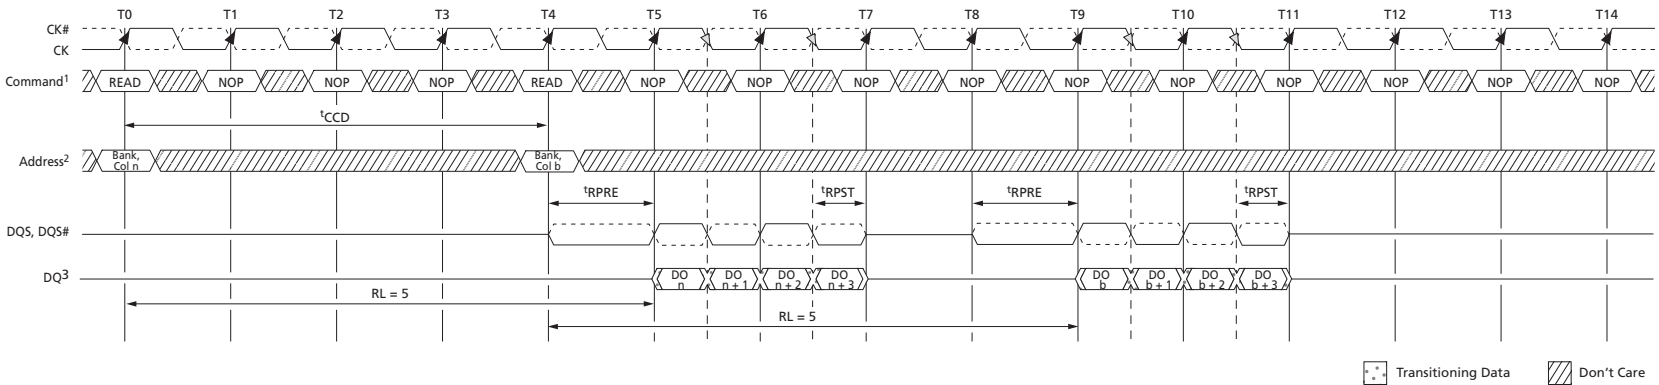 T0 T1 T2 T3 T4 T5 T6 T7 T8 T9 T10 T11 T12 T13 T14
CK#
CK
Command1 READ NOP NOP NOP READ NOP NOP NOP NOP NOP NOP NOP NOP NOP NOP
tCCD
Address2 Bank, Col n Bank, Col b
tRPRE tRPST tRPRE tRPST
DQS, DQS#
DQ3 DO n DO n + 1 DO n + 2 DO n + 3 DO b DO b + 1 DO b + 2 DO b + 3
RL = 5
RL = 5
Transitioning Data Don't Care